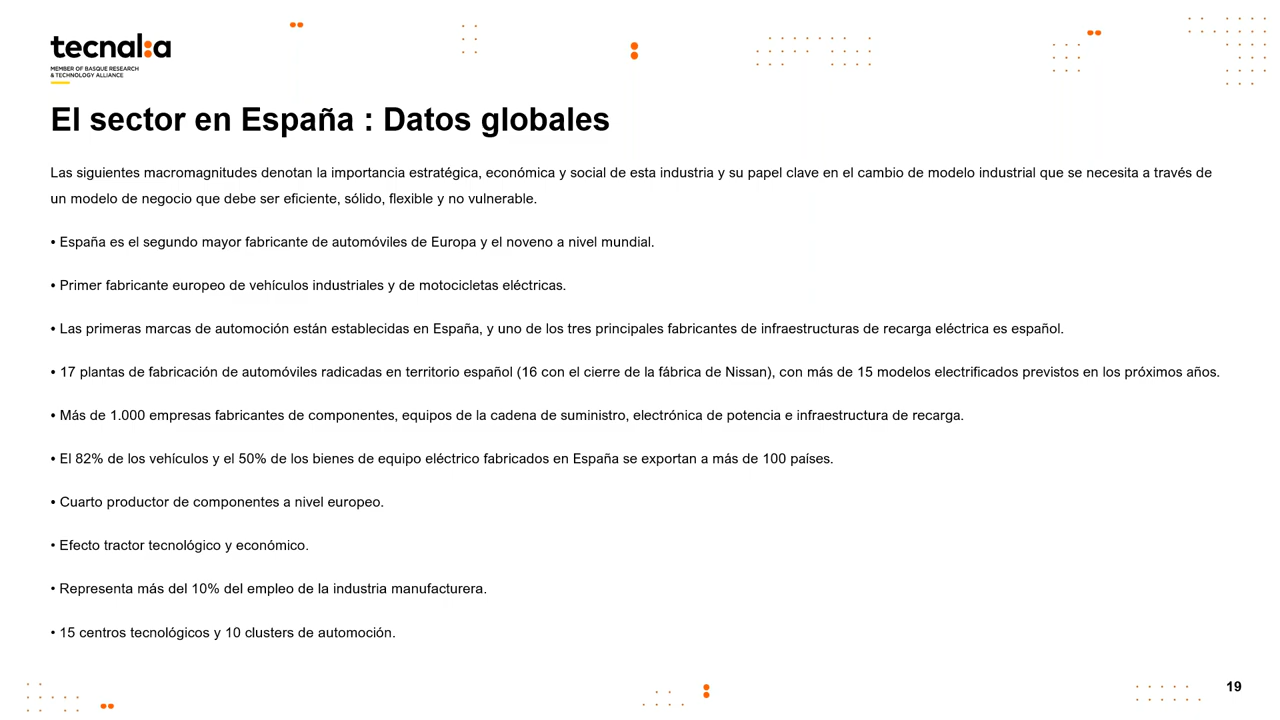 tecnal:a
MEMBER OF BASQUE RESEARCH
& TECHNOLOGY ALLIANCE
El sector en España : Datos globales
Las siguientes macromagnitudes denotan la importancia estratégica, económica y social de esta industria y su papel clave en el cambio de modelo industrial que se necesita a través de
un modelo de negocio que debe ser eficiente, sólido, flexible y no vulnerable.
• España es el segundo mayor fabricante de automóviles de Europa y el noveno a nivel mundial.
• Primer fabricante europeo de vehículos industriales y de motocicletas eléctricas.
• Las primeras marcas de automoción están establecidas en España, y uno de los tres principales fabricantes de infraestructuras de recarga eléctrica es español.
• 17 plantas de fabricación de automóviles radicadas en territorio español (16 con el cierre de la fábrica de Nissan), con más de 15 modelos electrificados previstos en los próximos años.
• Más de 1.000 empresas fabricantes de componentes, equipos de la cadena de suministro, electrónica de potencia e infraestructura de recarga.
• El 82% de los vehículos y el 50% de los bienes de equipo eléctrico fabricados en España se exportan a más de 100 países.
• Cuarto productor de componentes a nivel europeo.
• Efecto tractor tecnológico y económico.
• Representa más del 10% del empleo de la industria manufacturera.
• 15 centros tecnológicos y 10 clusters de automoción.
19